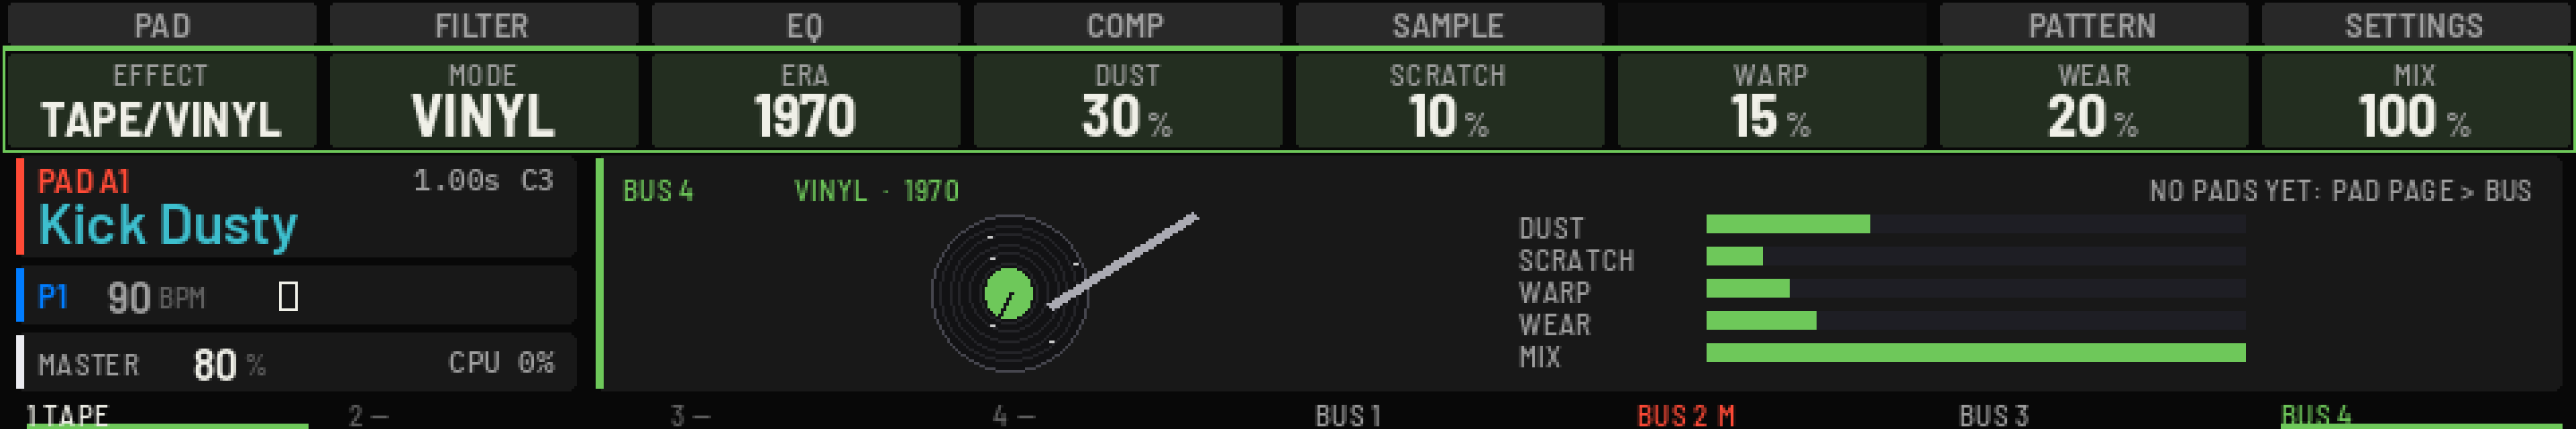 PAD FILTER EQ COMP SAMPLE PATTERN SETTINGS
EFFECT MODE ERA DUST SCRATCH WARP WEAR MIX
TAPE/VINYL VINYL 1970 30 % 10 % 15 % 20 % 100 %
PAD A1 1.00s C3
Kick Dusty
P1 90 BPM
MASTER 80 % CPU 0%
BUS 4 VINYL - 1970 NO PADS YET: PAD PAGE > BUS
DUST
SCRATCH
WARP
WEAR
MIX
1 TAPE 2 — 3 — 4 — BUS 1 BUS 2 M BUS 3 BUS 4